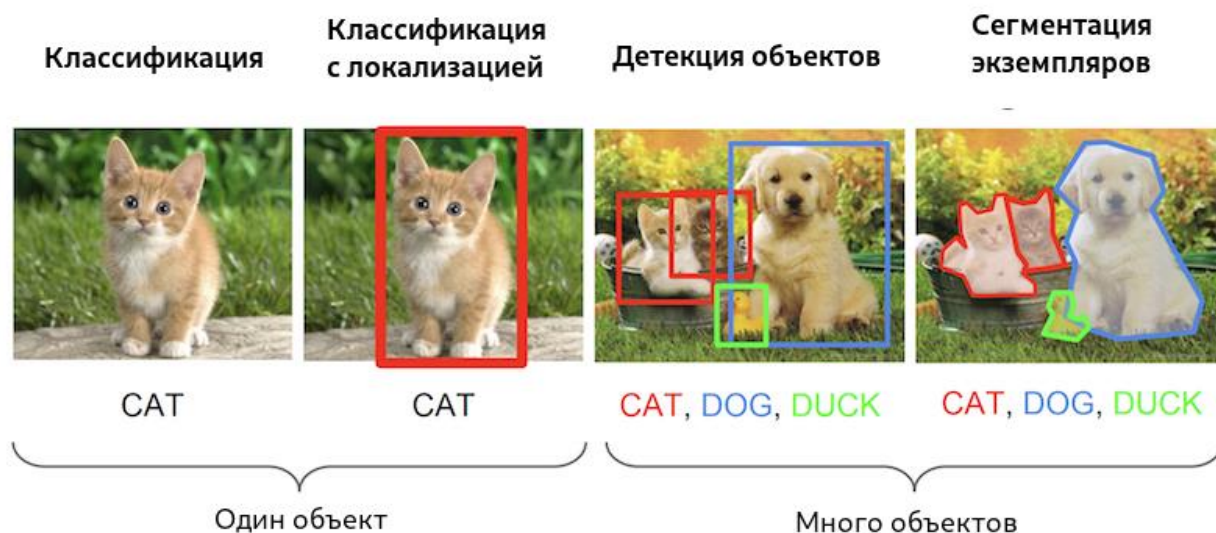 Классификация
Классификация
с локализацией
Детекция объектов
Сегментация
экземпляров
CAT
CAT
CAT, DOG, DUCK
CAT, DOG, DUCK
Один объект
Много объектов